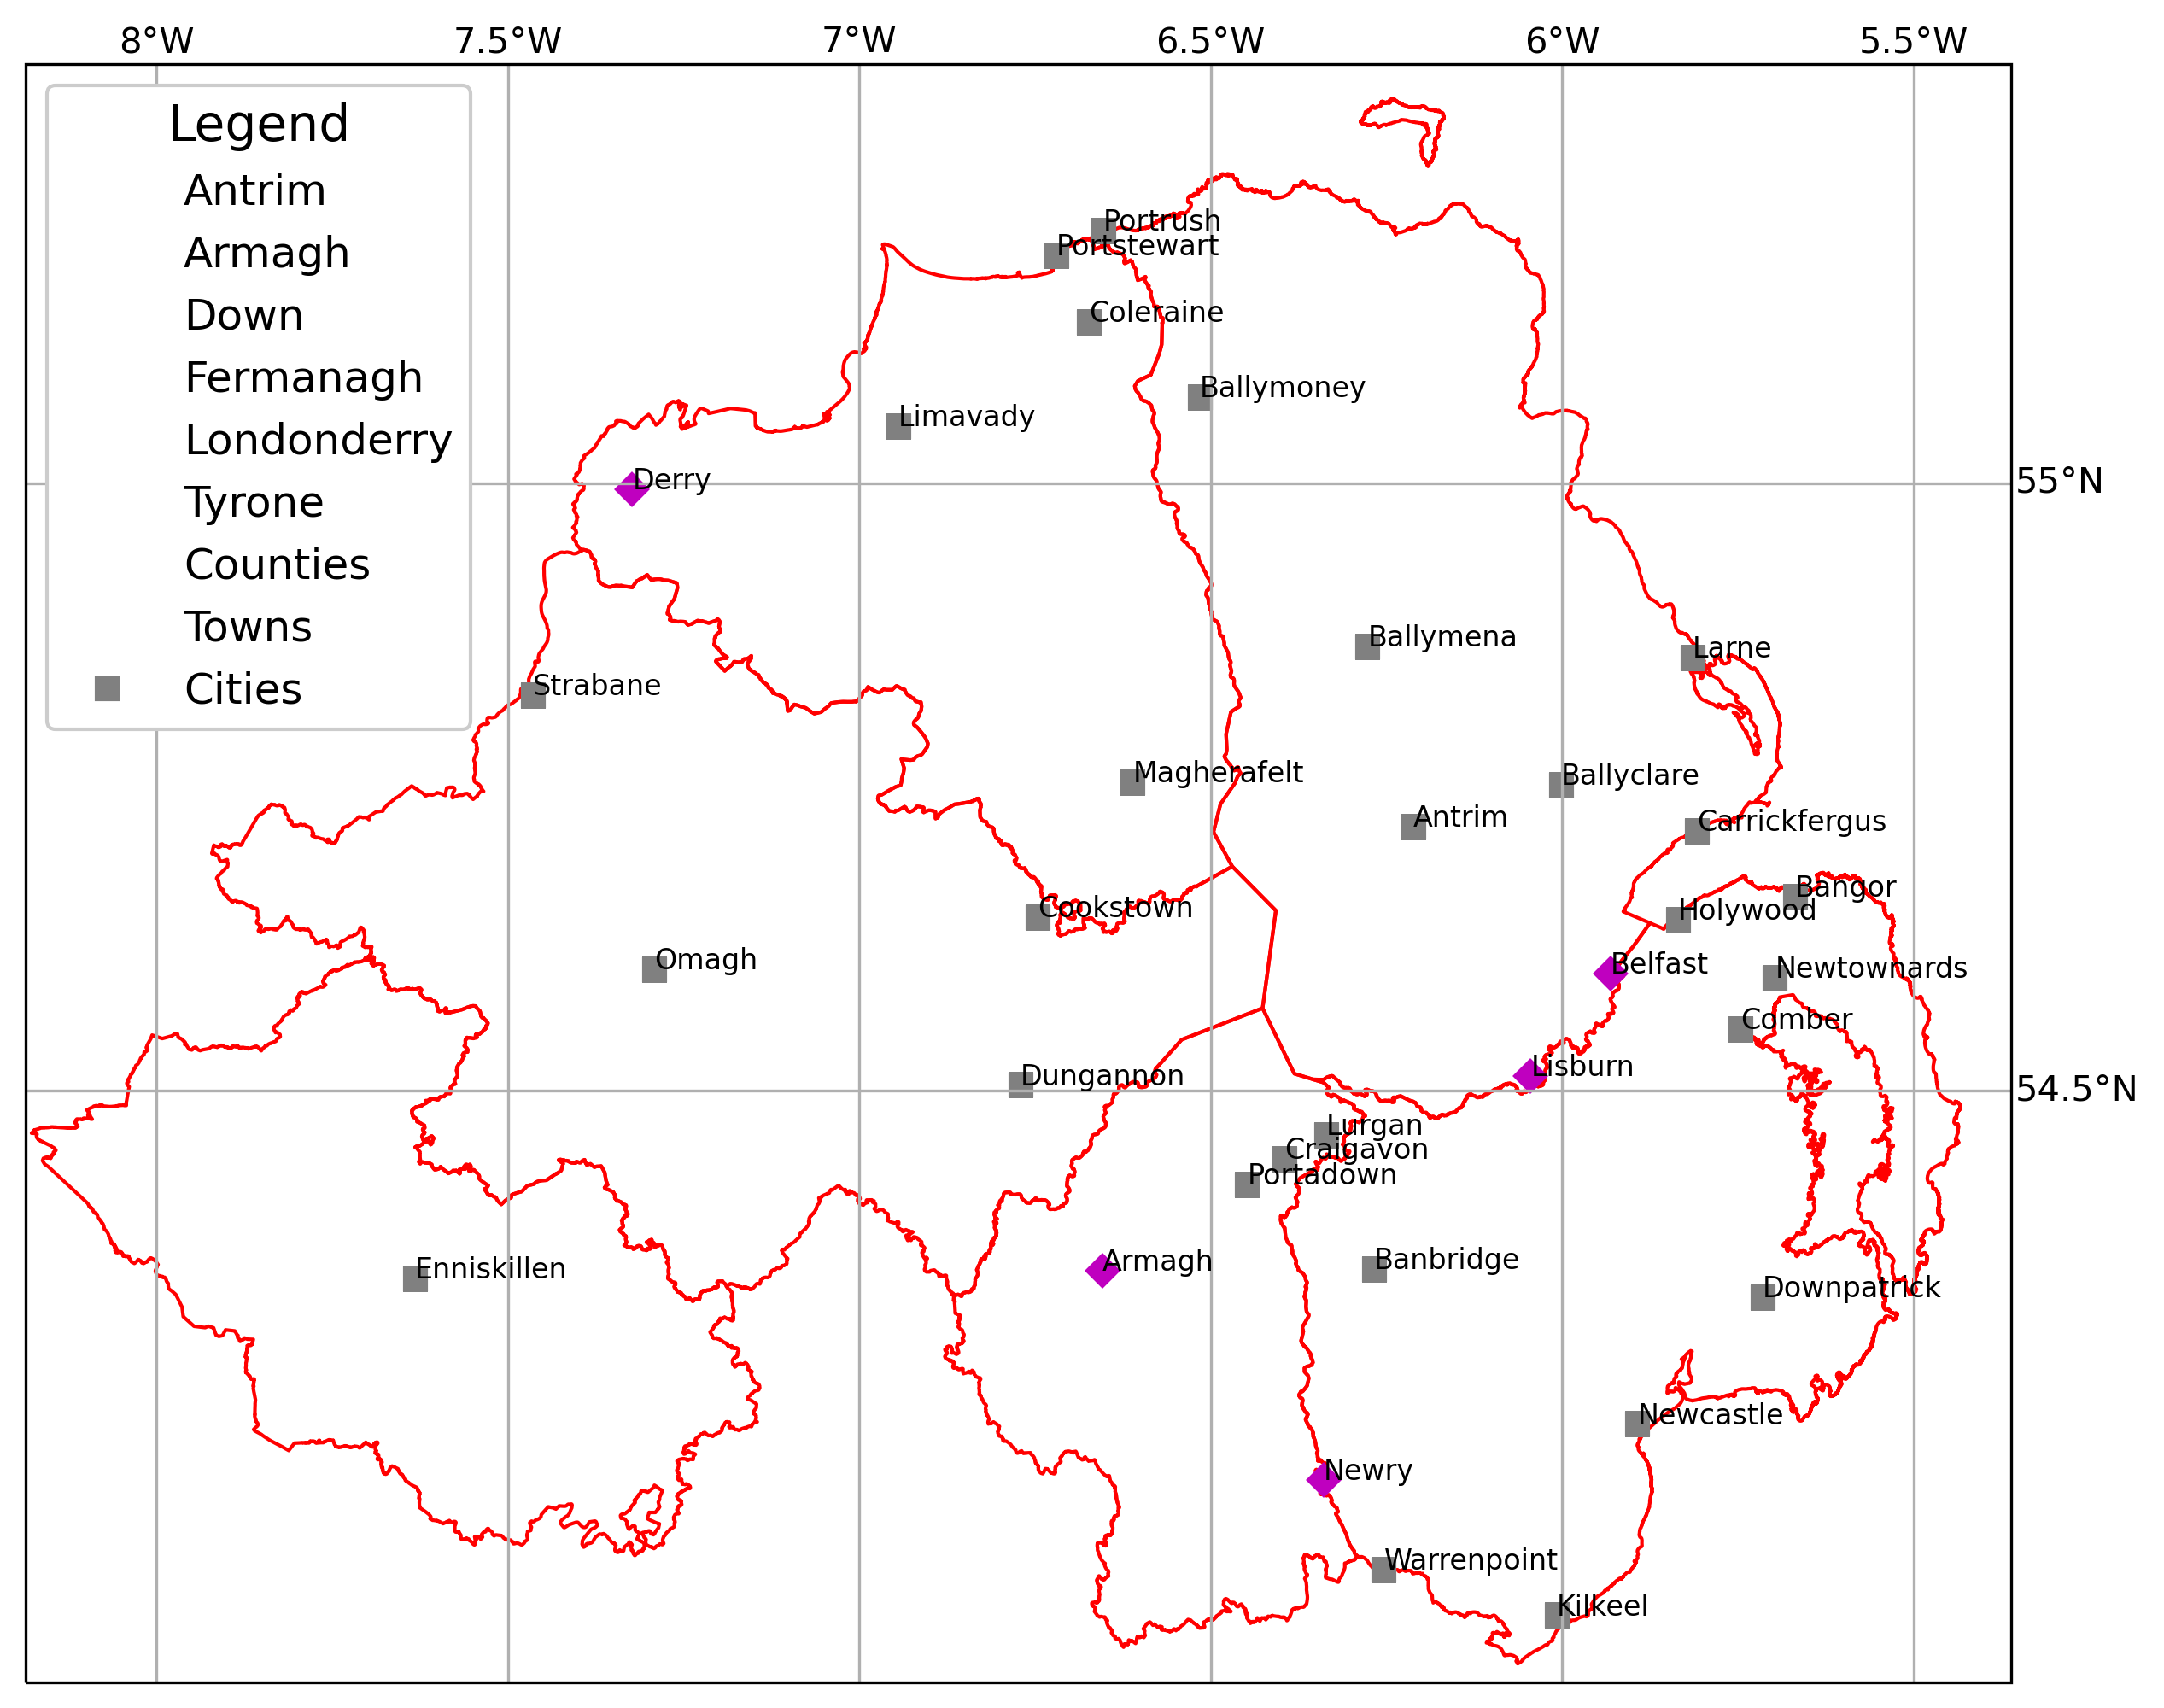 8°W 7.5°W 7°W 6.5°W 6°W 5.5°W
Legend
Antrim
Armagh
Down
Fermanagh
Londonderry
Tyrone
Counties
Towns
Cities
Portrush
Portstewart
Coleraine
Ballymoney
Limavady
Derry
55°N
Ballymena
Larne
Strabane
Magherafelt
Ballyclare
Antrim
Carrickfergus
Bangor
Cookstown
Holywood
Omagh
Belfast
Newtownards
Comber
Dungannon
Lisburn
54.5°N
Lurgan
Craigavon
Portadown
Armagh
Banbridge
Enniskillen
Downpatrick
Newcastle
Newry
Warrenpoint
Kilkeel